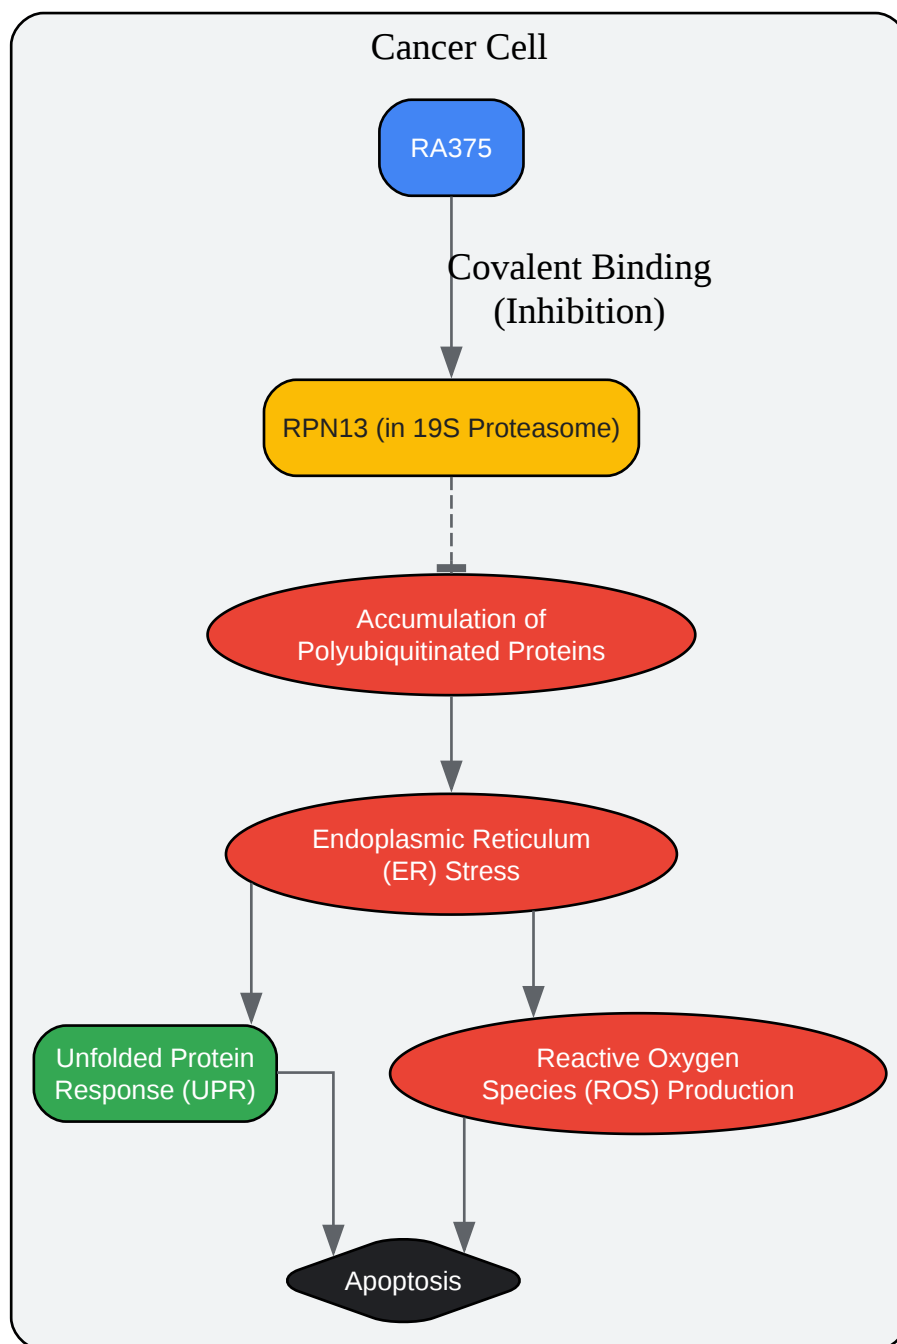 Cancer Cell
RA375
Covalent Binding
(Inhibition)
RPN13 (in 19S Proteasome)
Accumulation of
Polyubiquitinated Proteins
Endoplasmic Reticulum
(ER) Stress
Unfolded Protein
Response (UPR)
Reactive Oxygen
Species (ROS) Production
Apoptosis